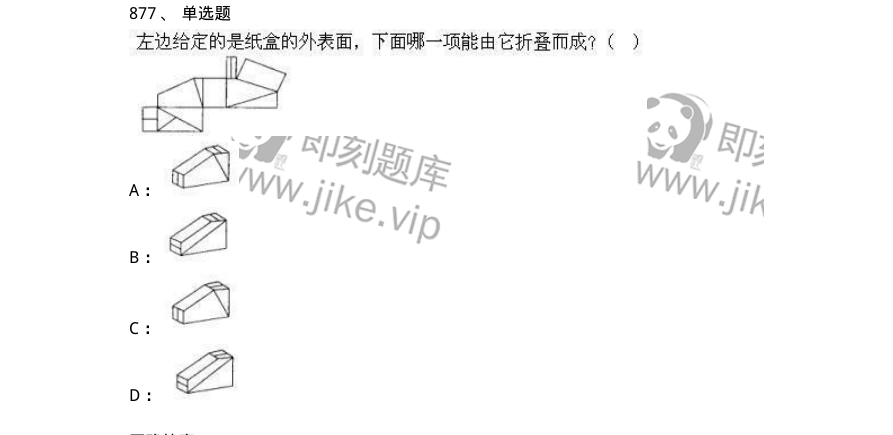 877 、 单选题
左边给定的是纸盒的外表面，下面哪一项能由它折叠而成?（ ）
即刻题库
www.jike.vip
即刻
www.jik
A：
B：
C：
D：